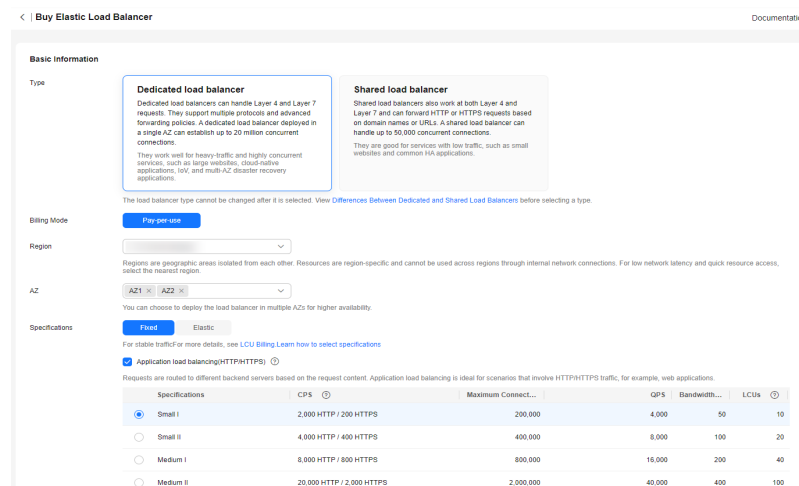 < | Buy Elastic Load Balancer
Documentatio
Basic Information
Type
Dedicated load balancer
Dedicated load balancers can handle Layer 4 and Layer 7
requests. They support multiple protocols and advanced
forwarding policies. A dedicated load balancer deployed in
a single AZ can establish up to 20 million concurrent
connections.
They work well for heavy-traffic and highly concurrent
services, such as large websites, cloud-native
applications, IoV, and multi-AZ disaster recovery
applications.
Shared load balancer
Shared load balancers also work at both Layer 4 and
Layer 7 and can forward HTTP or HTTPS requests based
on domain names or URLs. A shared load balancer can
handle up to 50,000 concurrent connections.
They are good for services with low traffic, such as small
websites and common HA applications.
The load balancer type cannot be changed after it is selected. View Differences Between Dedicated and Shared Load Balancers before selecting a type.
Billing Mode
Pay-per-use
Region
Regions are geographic areas isolated from each other. Resources are region-specific and cannot be used across regions through internal network connections. For low network latency and quick resource access,
select the nearest region.
AZ
AZ1 × AZ2 ×
You can choose to deploy the load balancer in multiple AZs for higher availability.
Specifications
Fixed Elastic
For stable trafficFor more details, see LCU Billing.Learn how to select specifications
Application load balancing(HTTP/HTTPS) ?
Requests are routed to different backend servers based on the request content. Application load balancing is ideal for scenarios that involve HTTP/HTTPS traffic, for example, web applications.
Specifications CPS ? Maximum Connect... QPS Bandwidth... LCUs ?
Small I 2,000 HTTP / 200 HTTPS 200,000 4,000 50 10
Small II 4,000 HTTP / 400 HTTPS 400,000 8,000 100 20
Medium I 8,000 HTTP / 800 HTTPS 800,000 16,000 200 40
Medium II 20,000 HTTP / 2,000 HTTPS 2,000,000 40,000 400 100